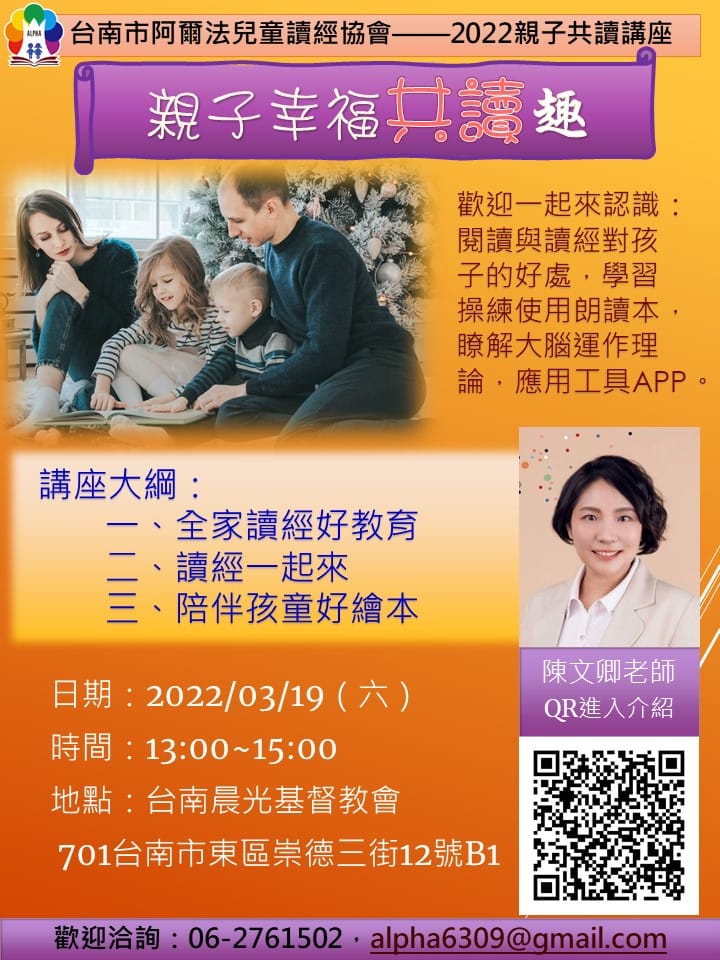 ALPHA
台南市阿爾法兒童讀經協會——2022親子共讀講座
親子幸福共讀趣
歡迎一起來認識：
閱讀與讀經對孩
子的好處，學習
操練使用朗讀本，
瞭解大腦運作理
論，應用工具APP。
講座大綱：
一、全家讀經好教育
二、讀經一起來
三、陪伴孩童好繪本
陳文卿老師
QR進入介紹
日期：2022/03/19（六）
時間：13:00~15:00
地點：台南晨光基督教會
701台南市東區崇德三街12號B1
歡迎洽詢：06-2761502，alpha6309@gmail.com